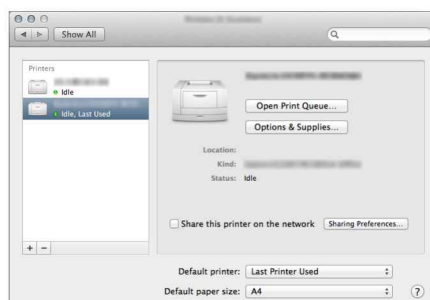 Show All
Printers
Idle
Idle, Last Used
Open Print Queue...
Options & Supplies...
Location:
Kind:
Status: Idle
Share this printer on the network
Sharing Preferences...
+ −
Default printer: Last Printer Used
Default paper size: A4
?